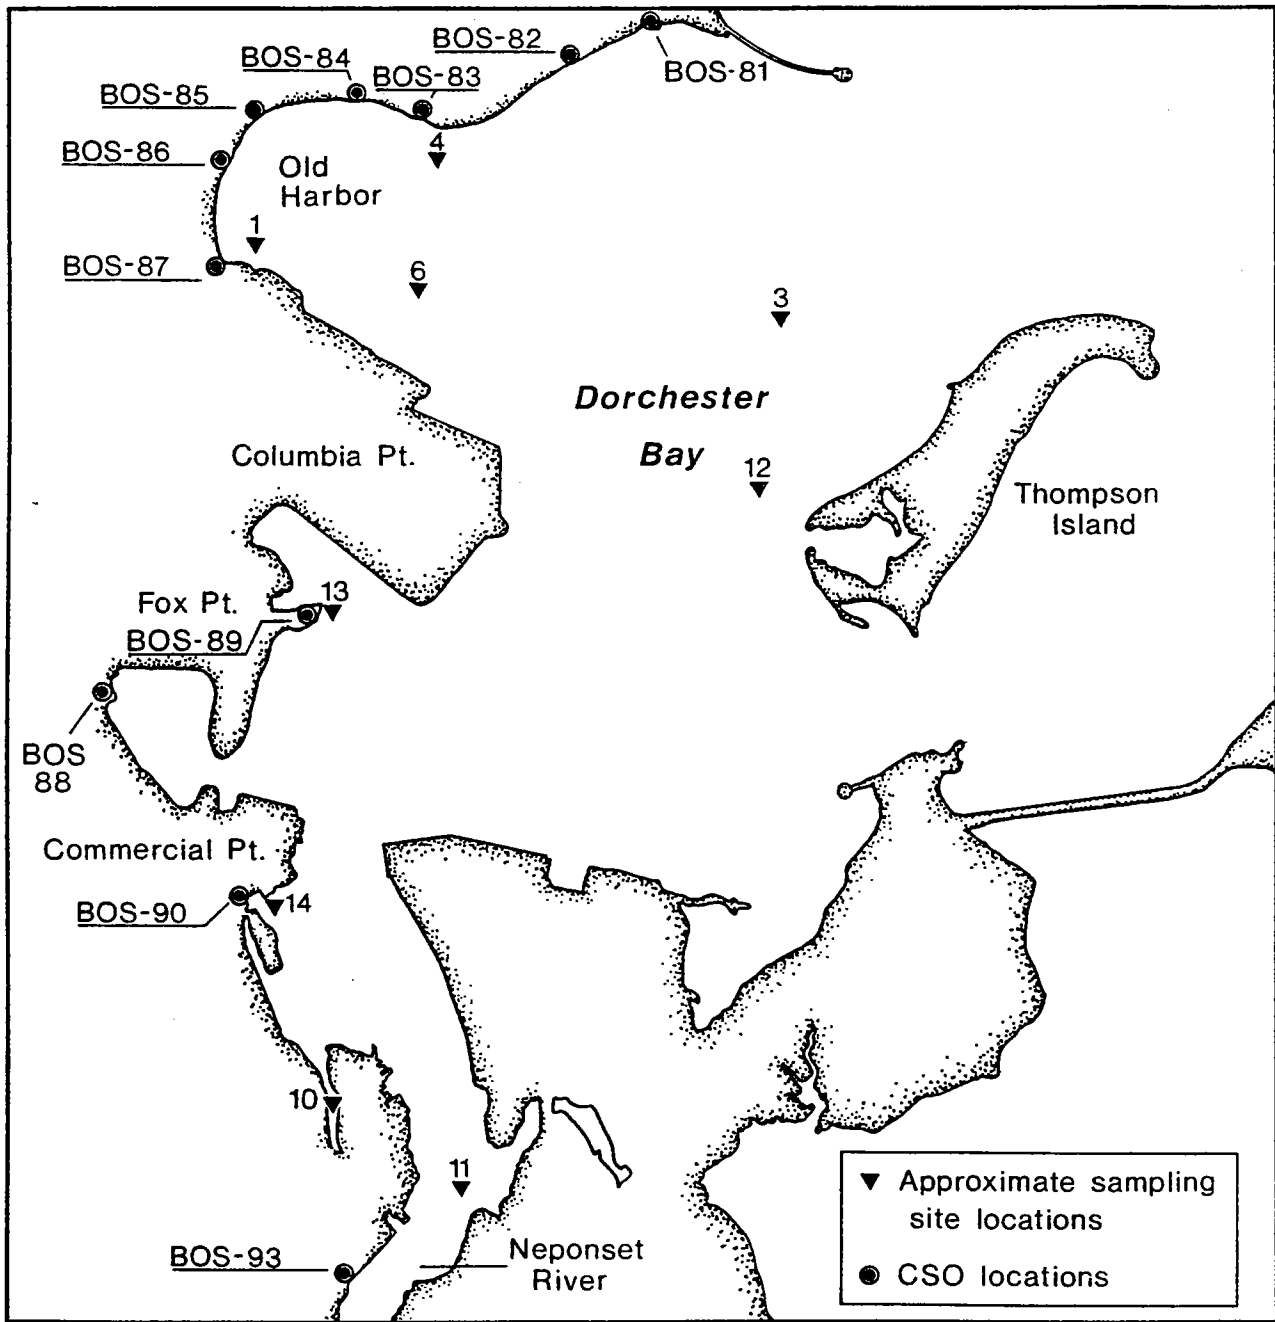 BOS-82
BOS-81
BOS-84
BOS-83
BOS-85
4
BOS-86
Old
Harbor
1
BOS-87
6
3
Dorchester
Bay
Columbia Pt.
12
Thompson
Island
13
Fox Pt.
BOS-89
BOS
88
Commercial Pt.
14
BOS-90
10
11
Neponset
River
BOS-93
Approximate sampling
site locations
CSO locations